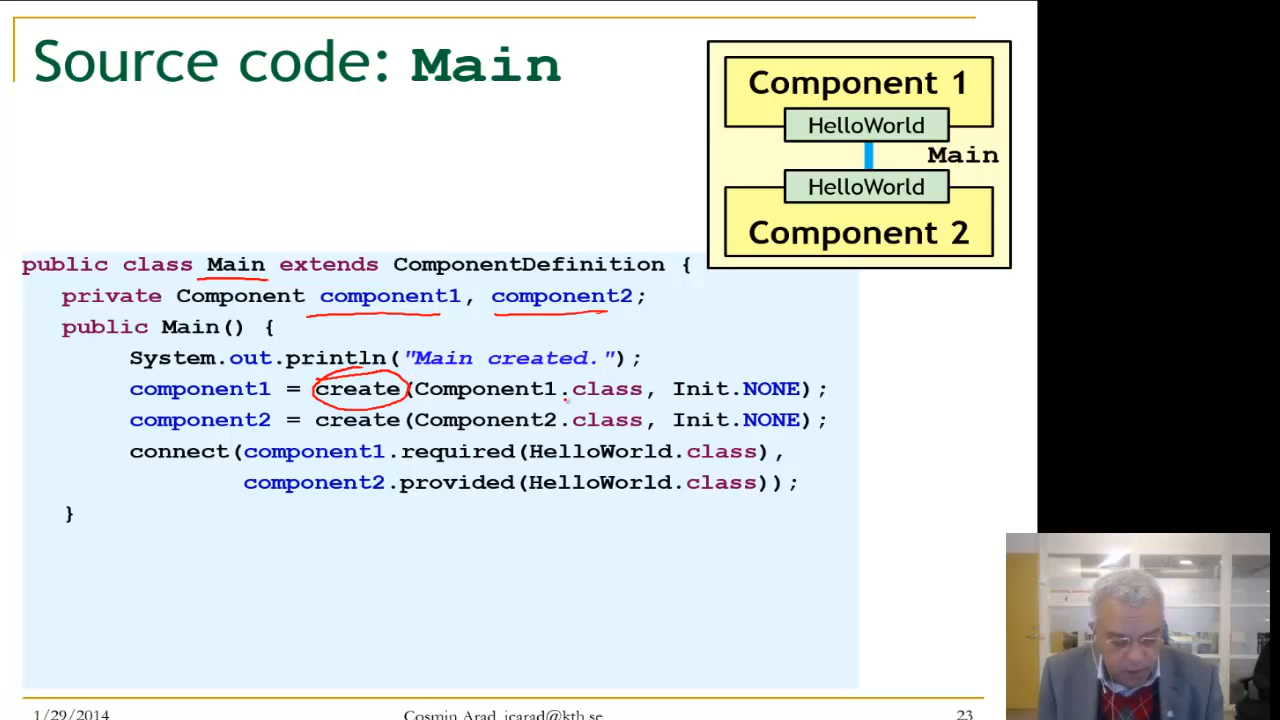 Source code: Main
Component 1
HelloWorld
Main
HelloWorld
Component 2
public class Main extends ComponentDefinition {
private Component component1, component2;
public Main() {
System.out.println("Main created.");
component1 = create(Component1.class, Init.NONE);
component2 = create(Component2.class, Init.NONE);
connect(component1.required(HelloWorld.class),
component2.provided(HelloWorld.class));
}
1/29/2014
Cosmin Arad, icarad@kth.se
23